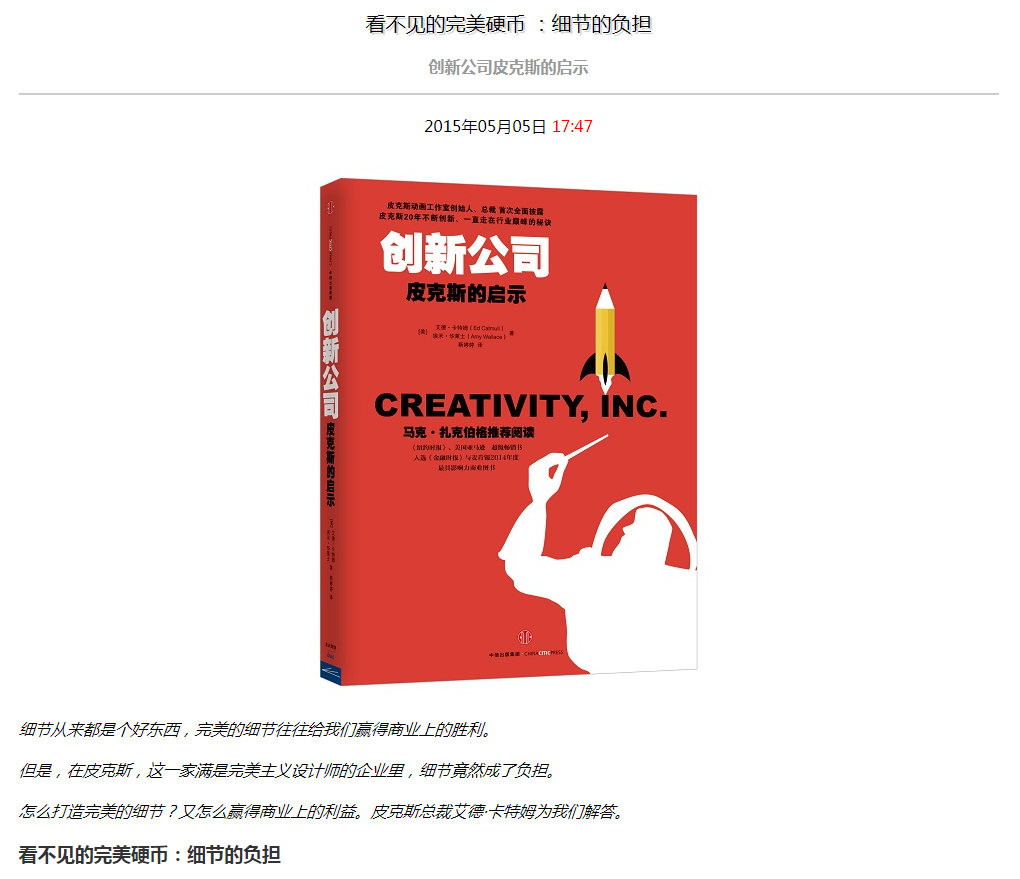 看不见的完美硬币 ：细节的负担
创新公司皮克斯的启示
2015年05月05日 17:47
皮克斯动画工作室创始人、总裁 首次全面披露
皮克斯20年不断创新、一直走在行业巅峰的秘诀
创新公司
皮克斯的启示
[美] 艾德·卡特姆（Ed Catmull）
埃米·华莱士（Amy Wallace） 著
靳婷婷 译
CREATIVITY, INC.
马克·扎克伯格推荐阅读
《纽约时报》、美国亚马逊 超级畅销书
入选《金融时报》与麦肯锡2014年度
最具影响力商业图书
中信出版集团 CHINA CITIC PRESS
创新公司
皮克斯的启示
细节从来都是个好东西，完美的细节往往给我们赢得商业上的胜利。
但是，在皮克斯，这一家满是完美主义设计师的企业里，细节竟然成了负担。
怎么打造完美的细节？又怎么赢得商业上的利益。皮克斯总裁艾德·卡特姆为我们解答。
看不见的完美硬币：细节的负担